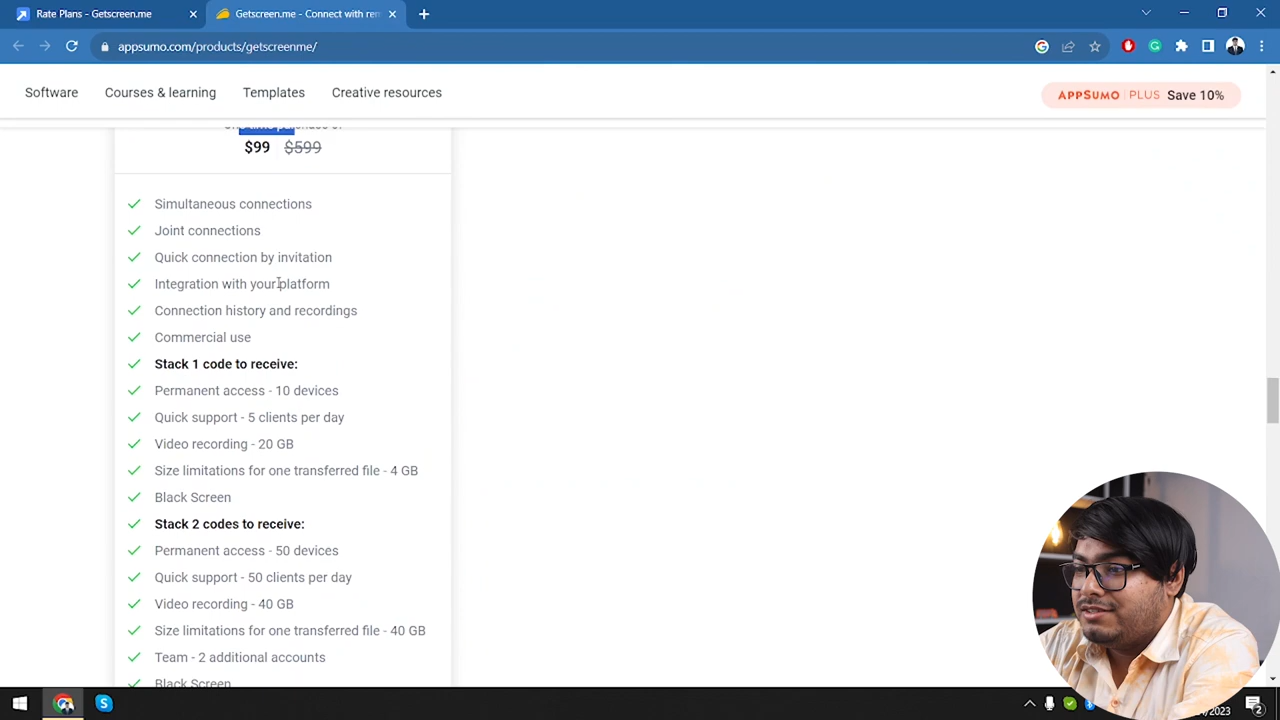 Rate Plans - Getscreen.me
Getscreen.me - Connect with rem
appsumo.com/products/getscreenme/
Software
Courses & learning
Templates
Creative resources
APPSUMO PLUS Save 10%
$99 $599
Simultaneous connections
Joint connections
Quick connection by invitation
Integration with your platform
Connection history and recordings
Commercial use
Stack 1 code to receive:
Permanent access - 10 devices
Quick support - 5 clients per day
Video recording - 20 GB
Size limitations for one transferred file - 4 GB
Black Screen
Stack 2 codes to receive:
Permanent access - 50 devices
Quick support - 50 clients per day
Video recording - 40 GB
Size limitations for one transferred file - 40 GB
Team - 2 additional accounts
Black Screen
/2023
2